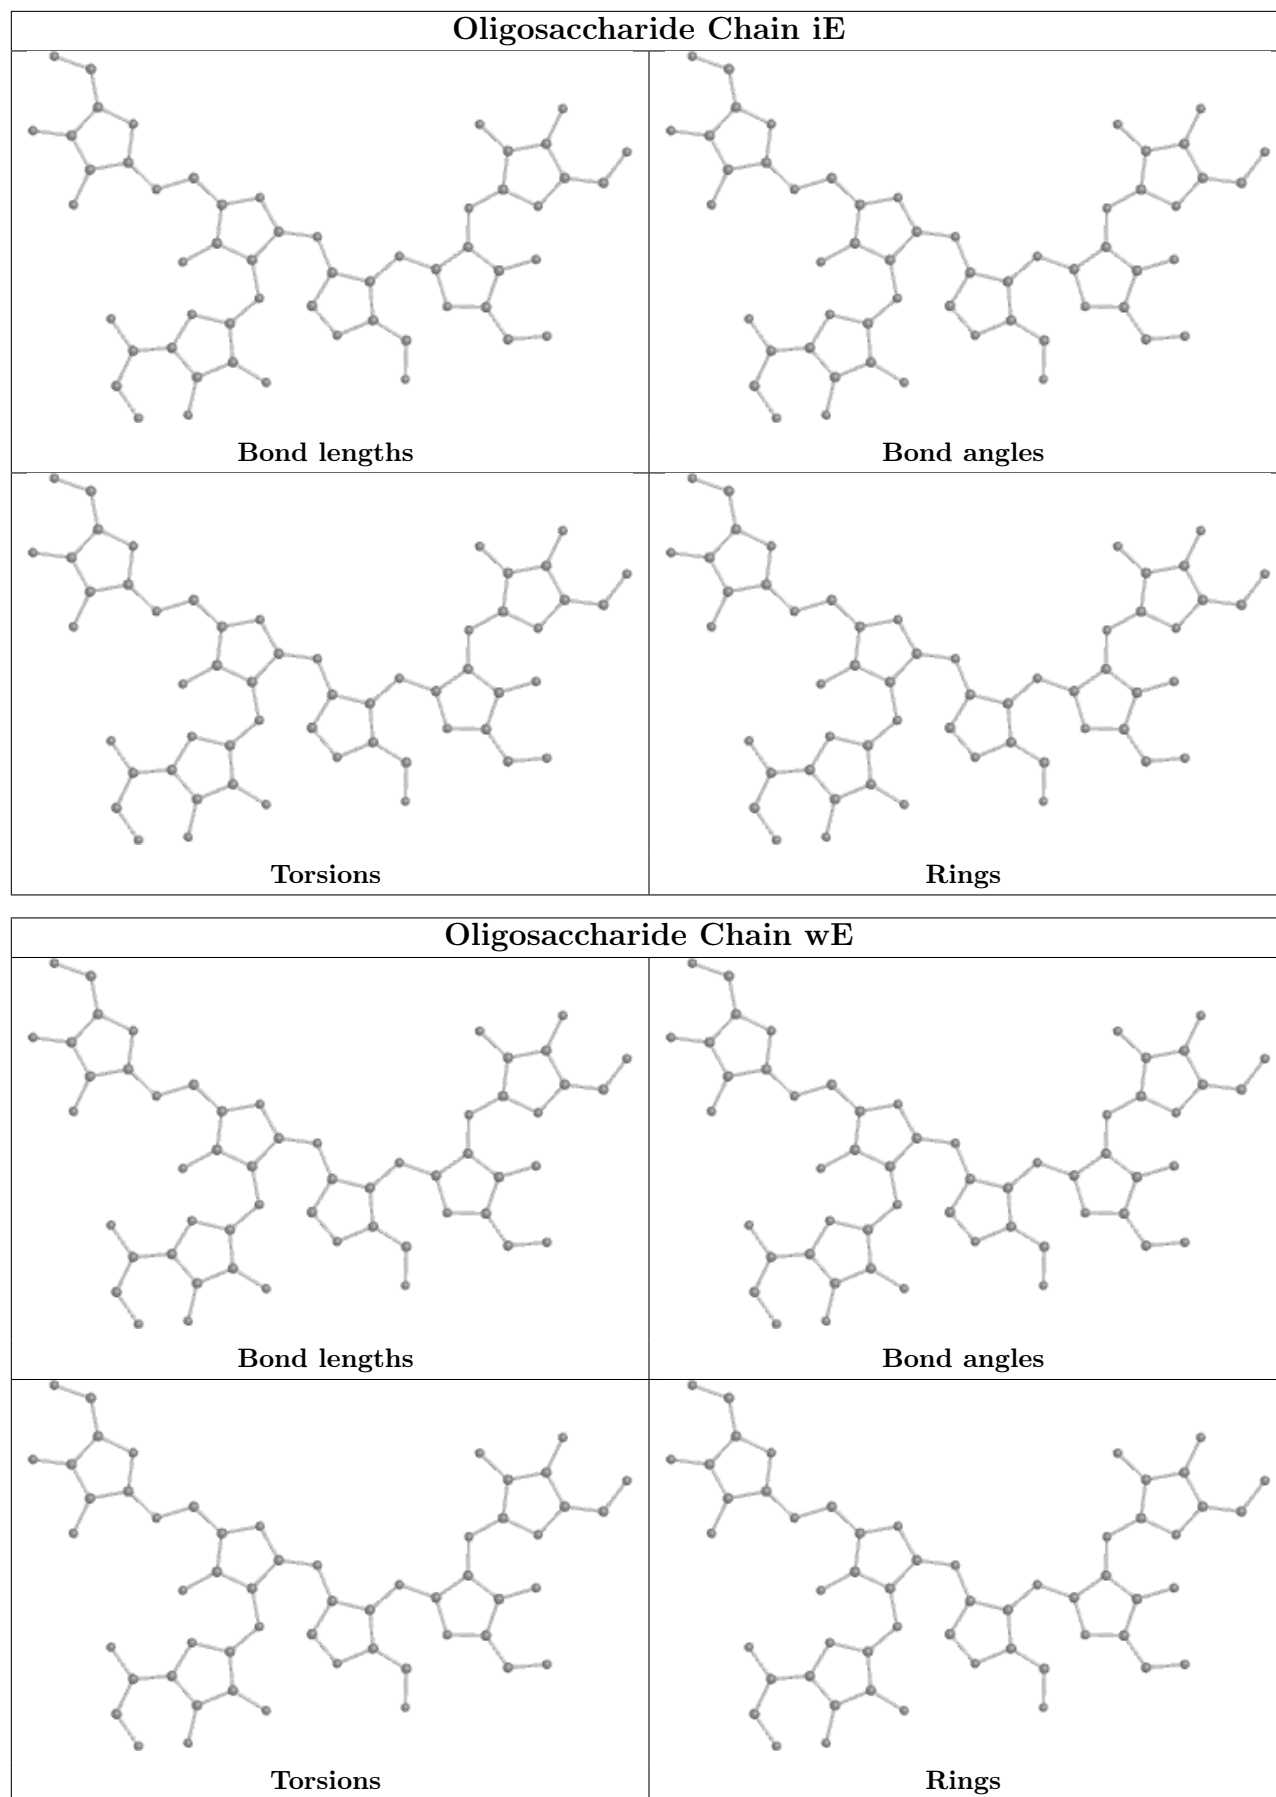 Oligosaccharide Chain iE
Bond lengths
Bond angles
Torsions
Rings
Oligosaccharide Chain wE
Bond lengths
Bond angles
Torsions
Rings